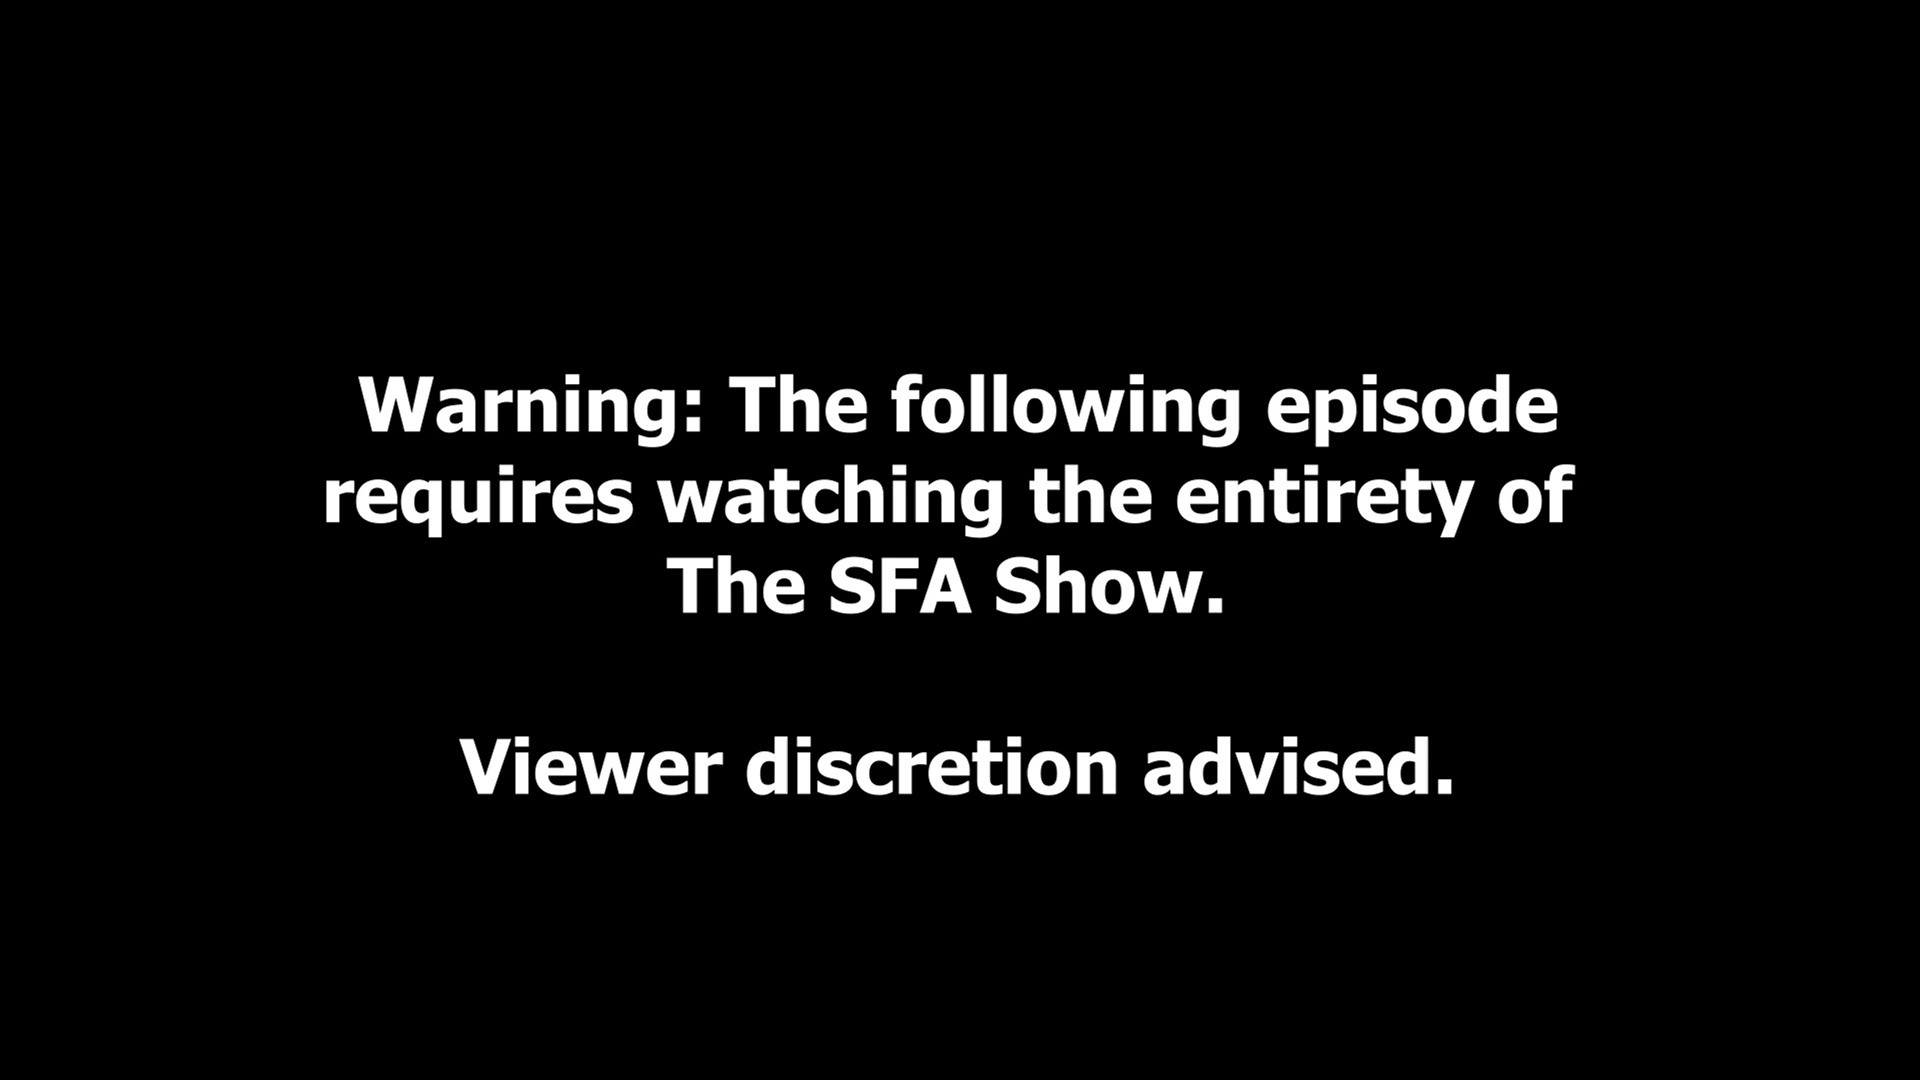 Warning: The following episode
requires watching the entirety of
The SFA Show.
Viewer discretion advised.